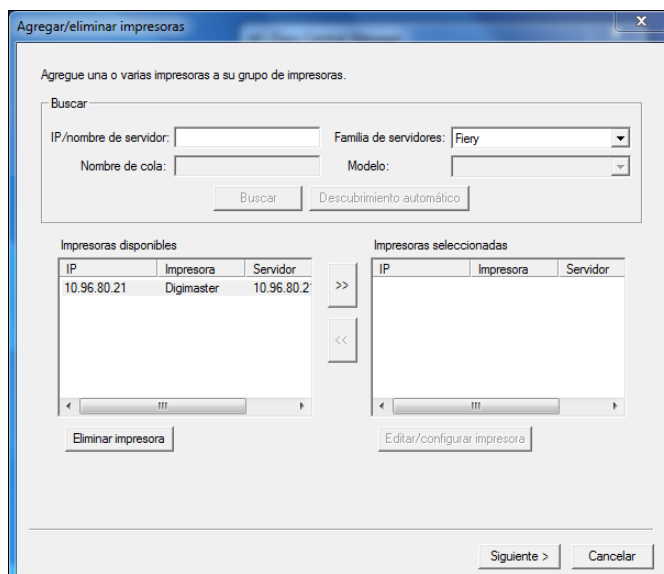 Agregar/eliminar impresoras
Agregue una o varias impresoras a su grupo de impresoras.
Buscar
IP/nombre de servidor: Familia de servidores: Fiery
Nombre de cola: Modelo:
Buscar Descubrimiento automático
Impresoras disponibles Impresoras seleccionadas
IP Impresora Servidor IP Impresora Servidor
10.96.80.21 Digimaster 10.96.80.2
>>
<<
Eliminar impresora Editar/configurar impresora
Siguiente > Cancelar